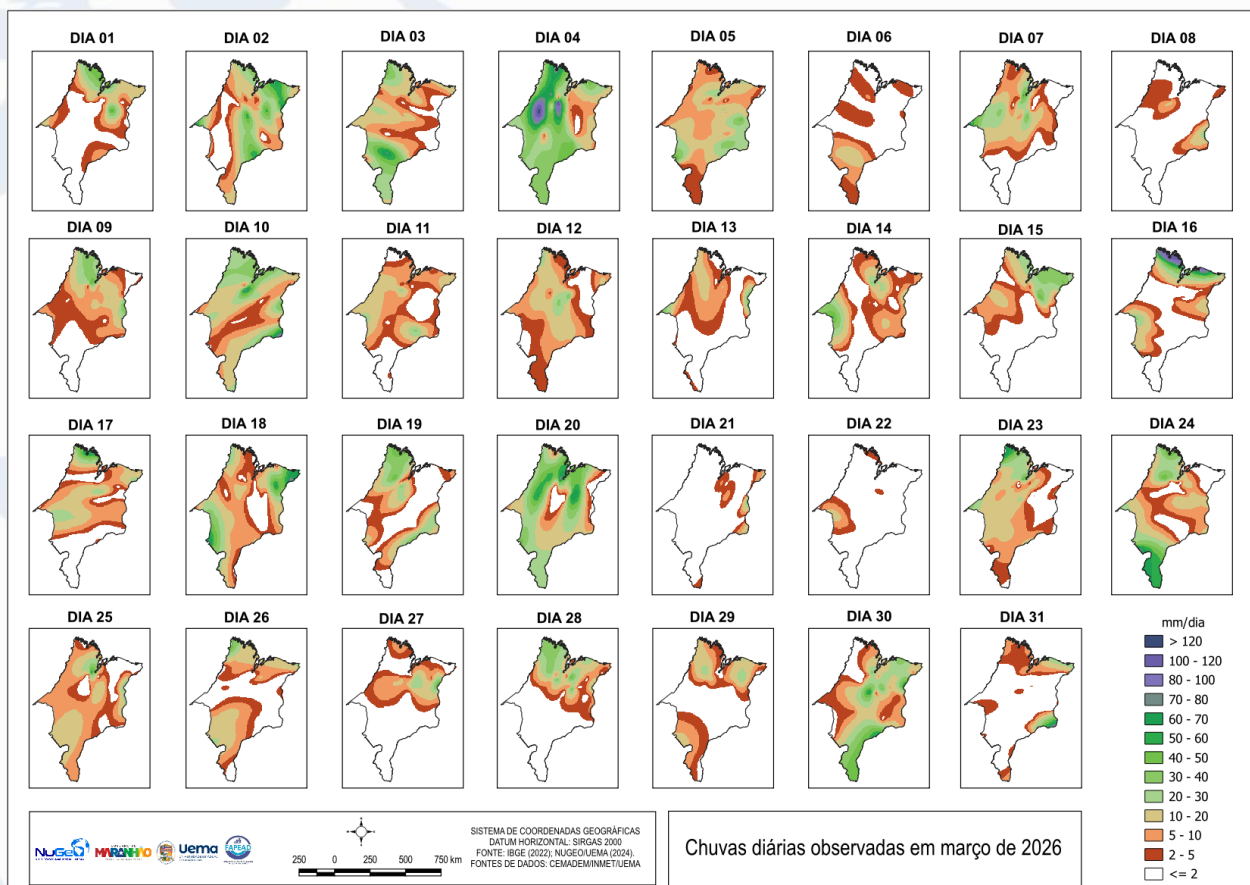 DIA 01 DIA 02 DIA 03 DIA 04 DIA 05 DIA 06 DIA 07 DIA 08
DIA 09 DIA 10 DIA 11 DIA 12 DIA 13 DIA 14 DIA 15 DIA 16
DIA 17 DIA 18 DIA 19 DIA 20 DIA 21 DIA 22 DIA 23 DIA 24
DIA 25 DIA 26 DIA 27 DIA 28 DIA 29 DIA 30 DIA 31
mm/dia
> 120
100 - 120
80 - 100
70 - 80
60 - 70
50 - 60
40 - 50
30 - 40
20 - 30
10 - 20
5 - 10
2 - 5
<= 2
NuGeo
MARANHÃO
Uema
FAPEAD
250 0 250 500 750 km
SISTEMA DE COORDENADAS GEOGRÁFICAS
DATUM HORIZONTAL: SIRGAS 2000
FONTE: IBGE (2022); NUGEO/UEMA (2024).
FONTES DE DADOS: CEMADEM/INMET/UEMA
Chuvas diárias observadas em março de 2026